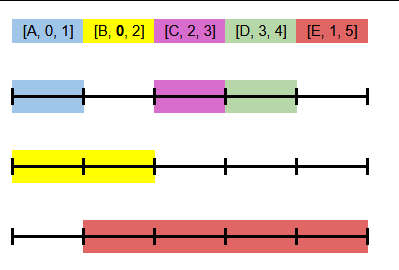 [A, 0, 1] [B, 0, 2] [C, 2, 3] [D, 3, 4] [E, 1, 5]